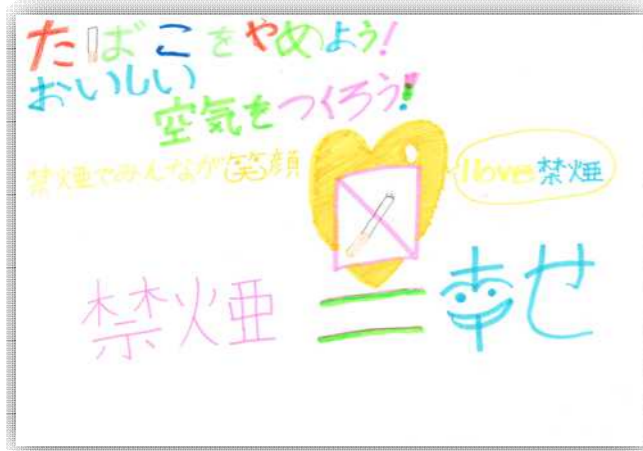 たばこをやめよう!
おいしい
空気をつくろう!
禁煙でみんなが笑顔
I love 禁煙
禁煙＝幸せ